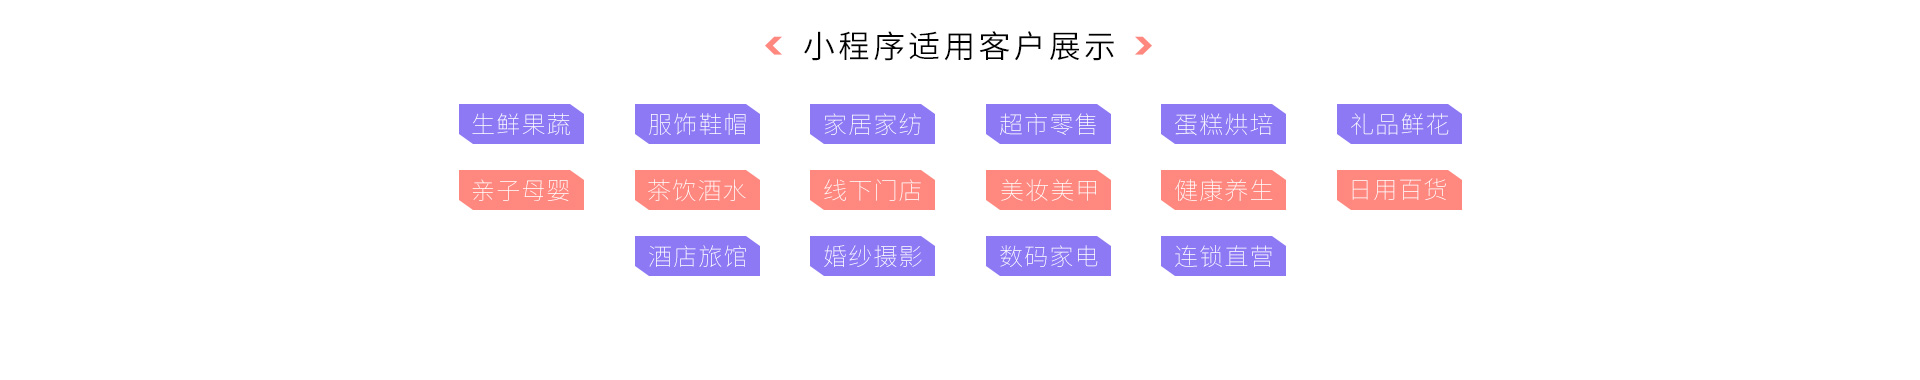 小程序适用客户展示
生鲜果蔬 服饰鞋帽 家居家纺 超市零售 蛋糕烘培 礼品鲜花
亲子母婴 茶饮酒水 线下门店 美妆美甲 健康养生 日用百货
酒店旅馆 婚纱摄影 数码家电 连锁直营